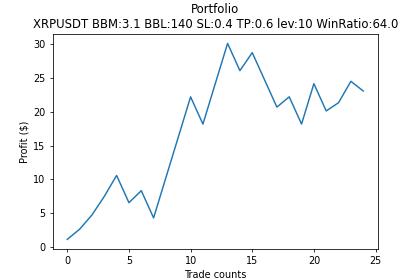 Portfolio
XRPUSDT BBM:3.1 BBL:140 SL:0.4 TP:0.6 lev:10 WinRatio:64.0
30
25
20
15
10
5
0
Profit ($)
0 5 10 15 20 25
Trade counts